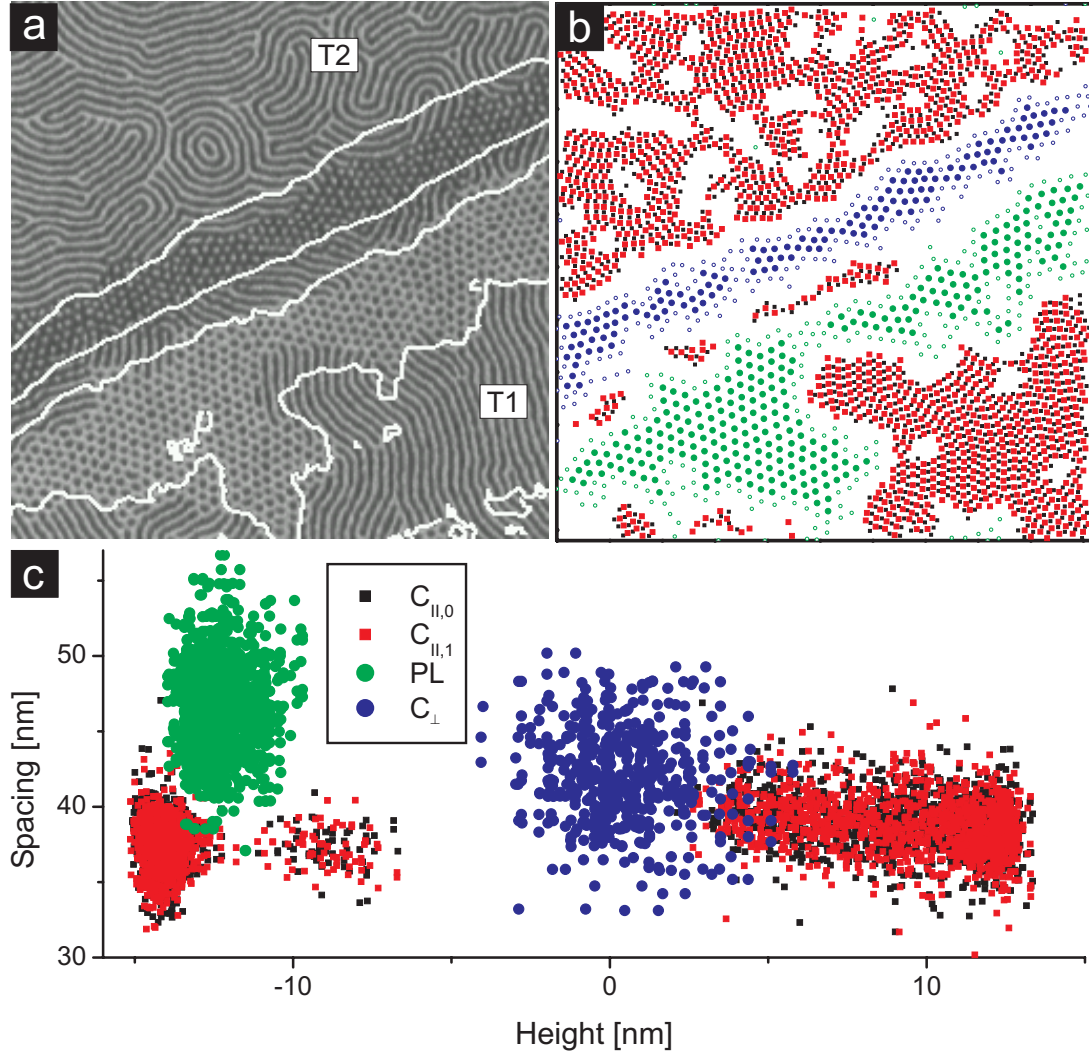 a
T2
T1
b
c
C||,0
C||,1
PL
C⊥
Spacing [nm]
50
40
30
-10
0
10
Height [nm]